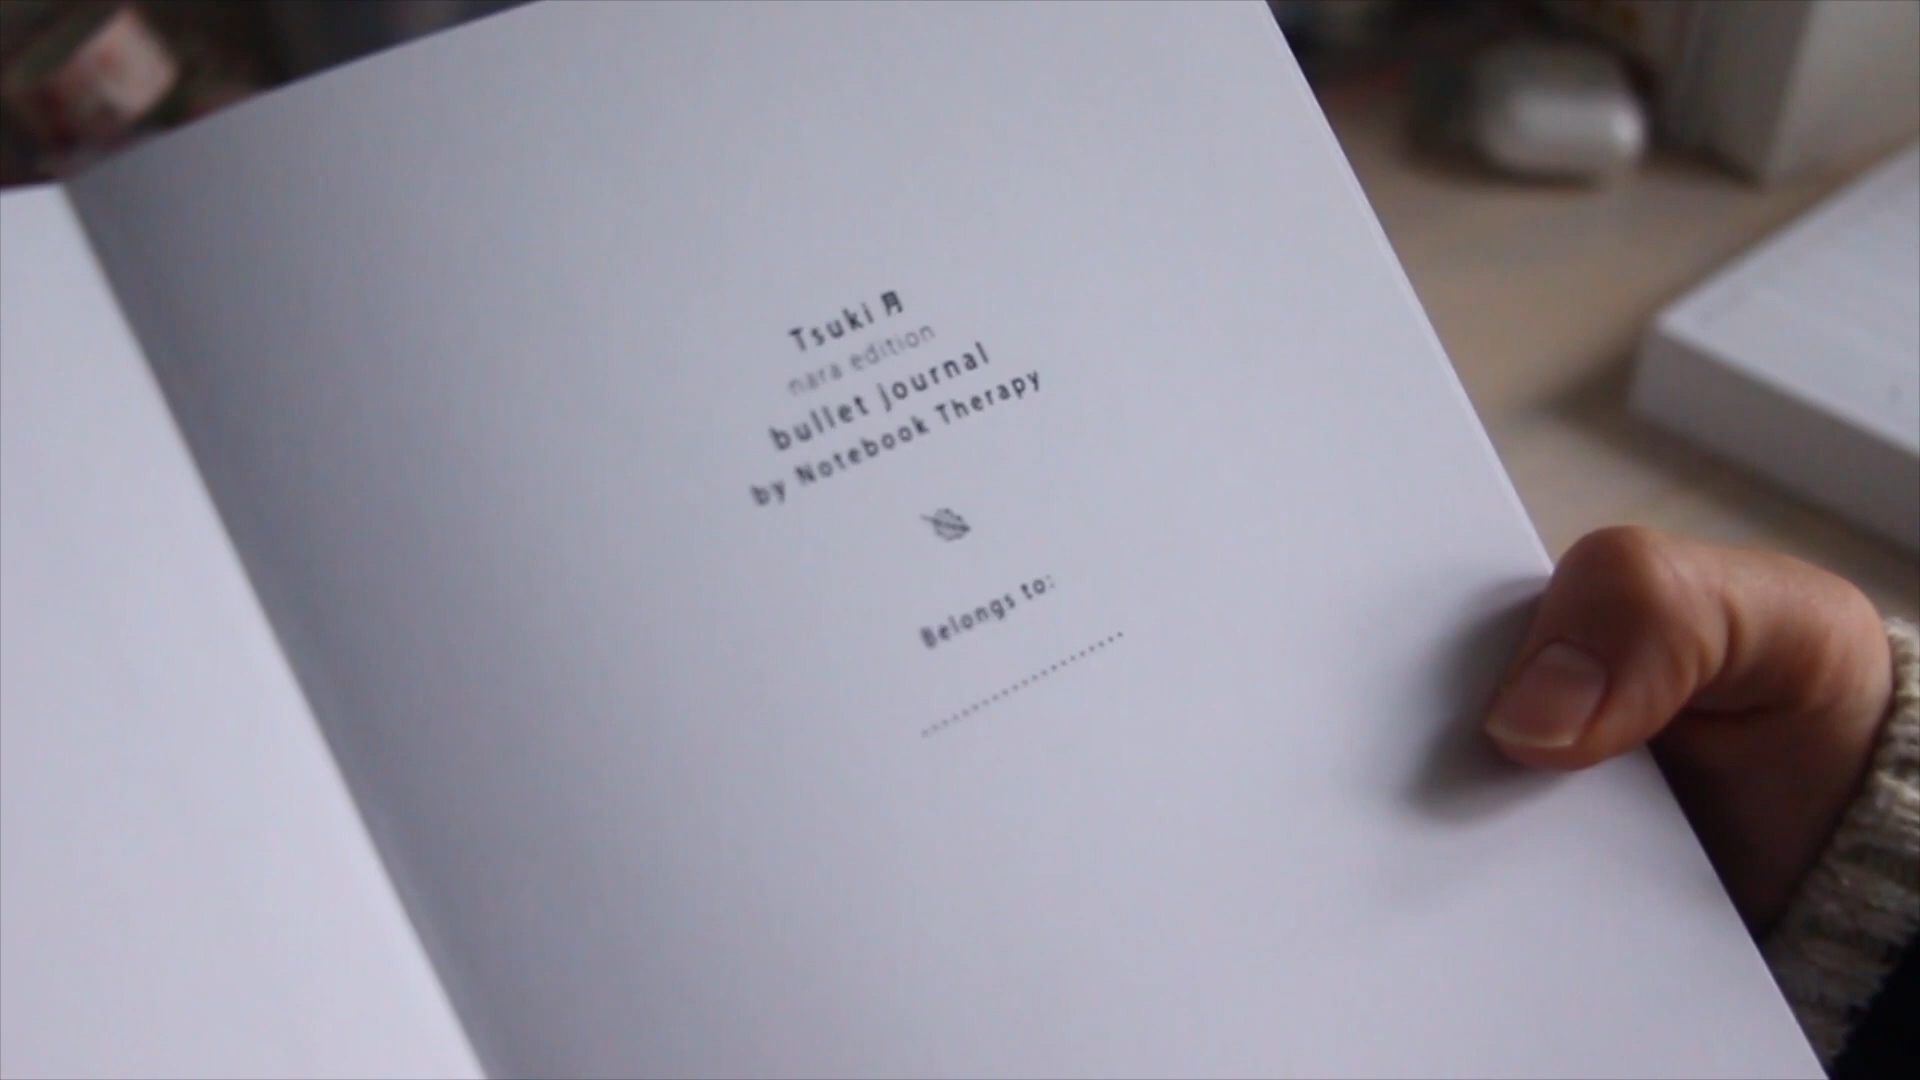 Tsuki 月
nara edition
bullet journal
by Notebook Therapy
Belongs to: